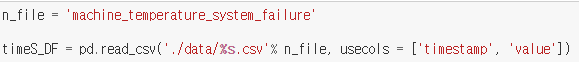 n_file = 'machine_temperature_system_failure'
timeS_DF = pd.read_csv('./data/%s.csv'% n_file, usecols = ['timestamp', 'value'])